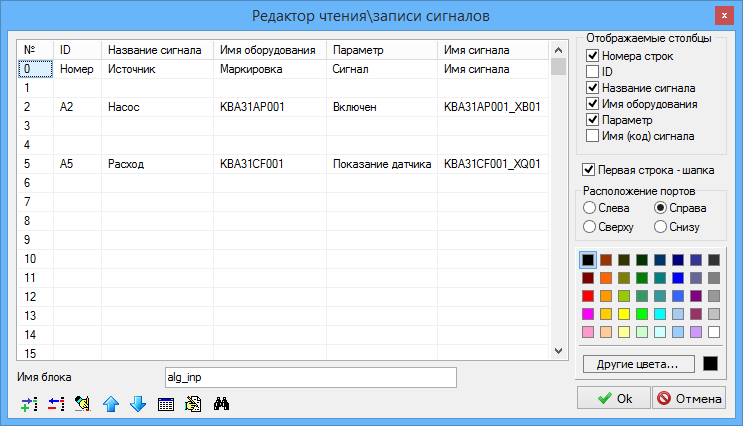 Редактор чтения\записи сигналов
№ ID Название сигнала Имя оборудования Параметр Имя сигнала
0 Номер Источник Маркировка Сигнал Имя сигнала
1
2 A2 Насос KBA31AP001 Включен KBA31AP001_XB01
3
4
5 A5 Расход KBA31CF001 Показание датчика KBA31CF001_XQ01
6
7
8
9
10
11
12
13
14
15
Имя блока alg_inp
Отображаемые столбцы
Номера строк
ID
Название сигнала
Имя оборудования
Параметр
Имя (код) сигнала
Первая строка - шапка
Расположение портов
Слева Справа
Сверху Снизу
Другие цвета...
Ok Отмена